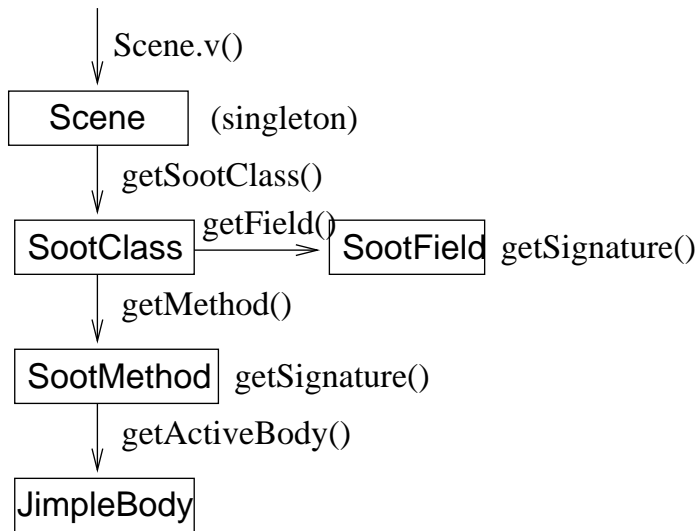 Scene.v()
Scene (singleton)
getSootClass()
getField()
SootClass SootField getSignature()
getMethod()
SootMethod getSignature()
getActiveBody()
JimpleBody